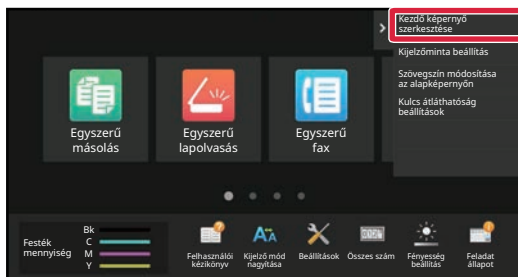 Kezdő képernyő
szerkesztése
Kijelzőminta beállítás
Szövegszín módosítása
az alapképernyőn
Kulcs átláthatóság
beállítások
Egyszerű
másolás
Egyszerű
lapolvasás
Egyszerű
fax
Festék
mennyiség
Bk
C
M
Y
Felhasználói
kézikönyv
Kijelző mód
nagyítása
Beállítások
Összes szám
Fényesség
beállítás
Feladat
állapot